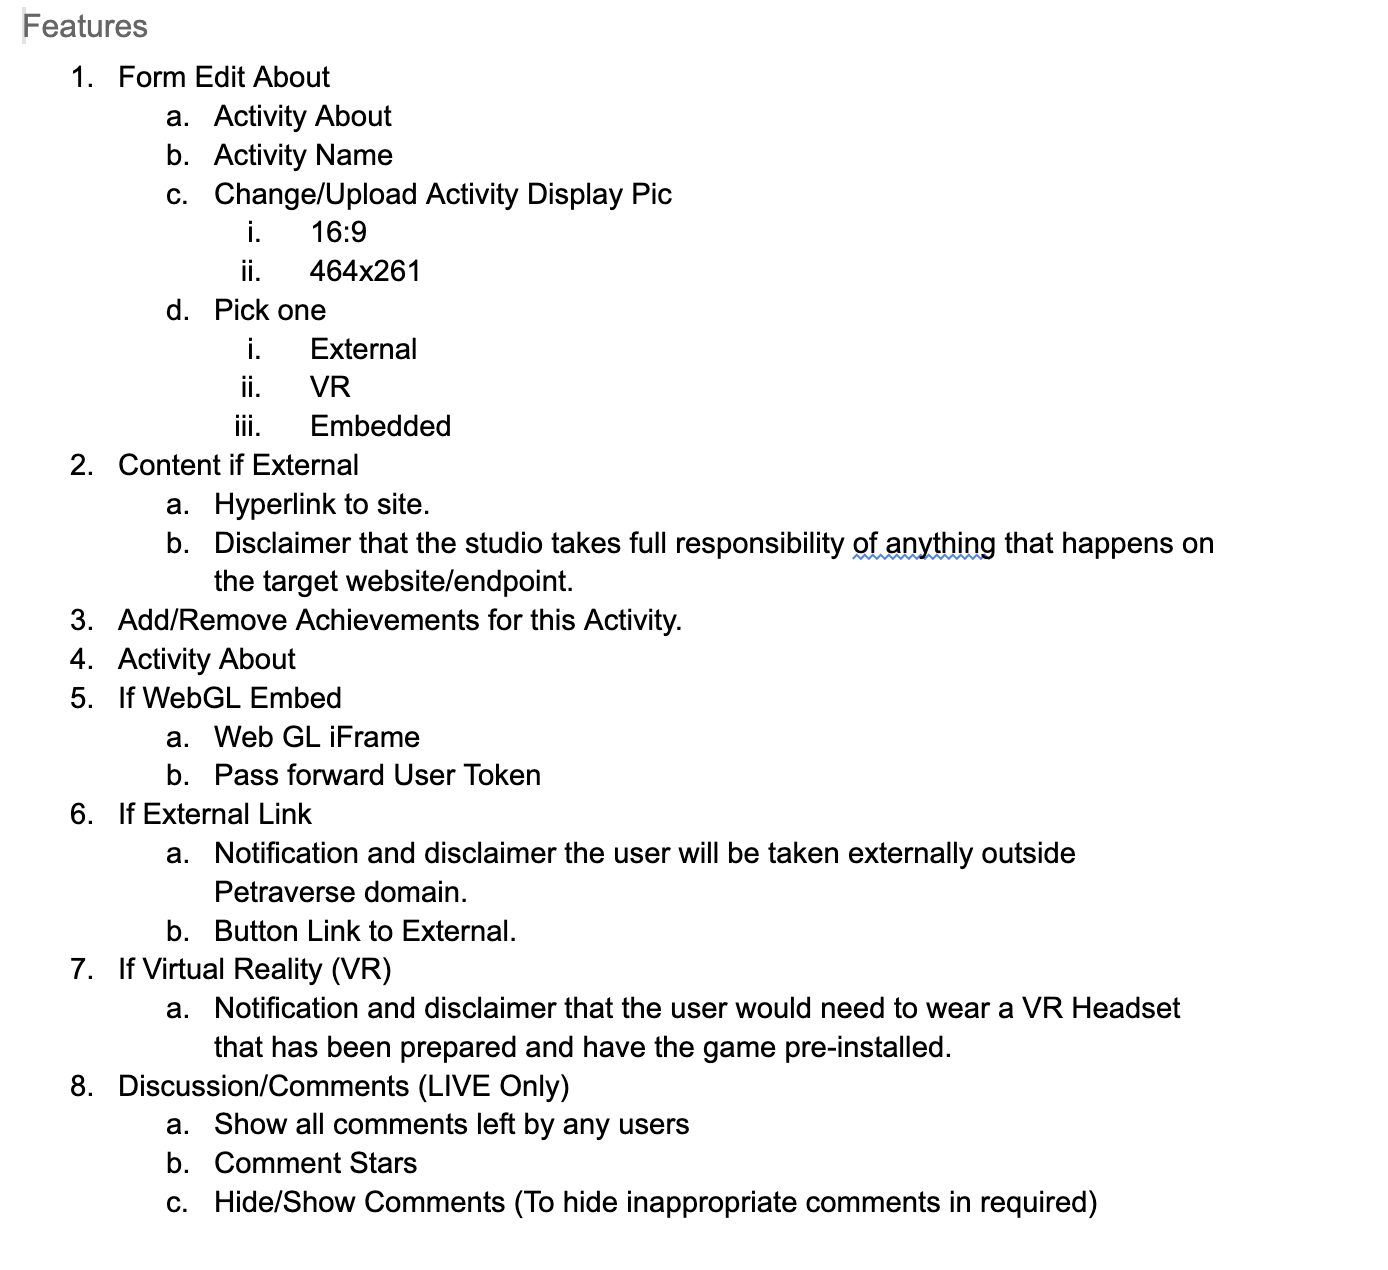 Features
1. Form Edit About
a. Activity About
b. Activity Name
c. Change/Upload Activity Display Pic
i. 16:9
ii. 464x261
d. Pick one
i. External
ii. VR
iii. Embedded
2. Content if External
a. Hyperlink to site.
b. Disclaimer that the studio takes full responsibility of anything that happens on
the target website/endpoint.
3. Add/Remove Achievements for this Activity.
4. Activity About
5. If WebGL Embed
a. Web GL iFrame
b. Pass forward User Token
6. If External Link
a. Notification and disclaimer the user will be taken externally outside
Petraverse domain.
b. Button Link to External.
7. If Virtual Reality (VR)
a. Notification and disclaimer that the user would need to wear a VR Headset
that has been prepared and have the game pre-installed.
8. Discussion/Comments (LIVE Only)
a. Show all comments left by any users
b. Comment Stars
c. Hide/Show Comments (To hide inappropriate comments in required)